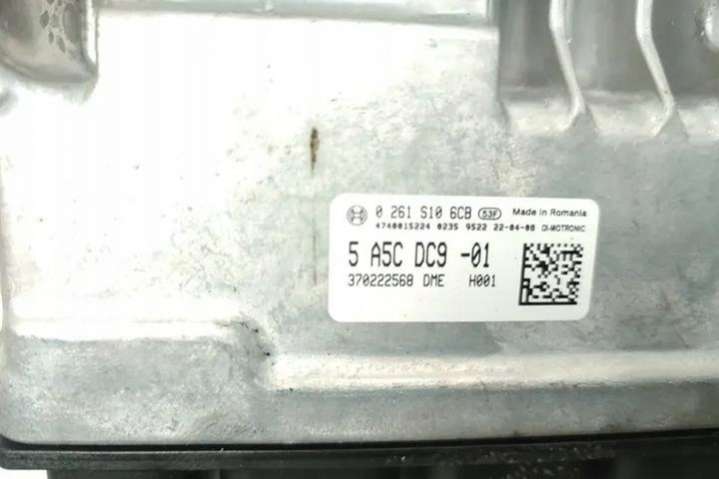 0 261 S10 6CB 53F Made in Romania
4740015224 0235 9522 22-04-08 DI-MOTRONIC
5 A5C DC9 -01
370222568 DME H001